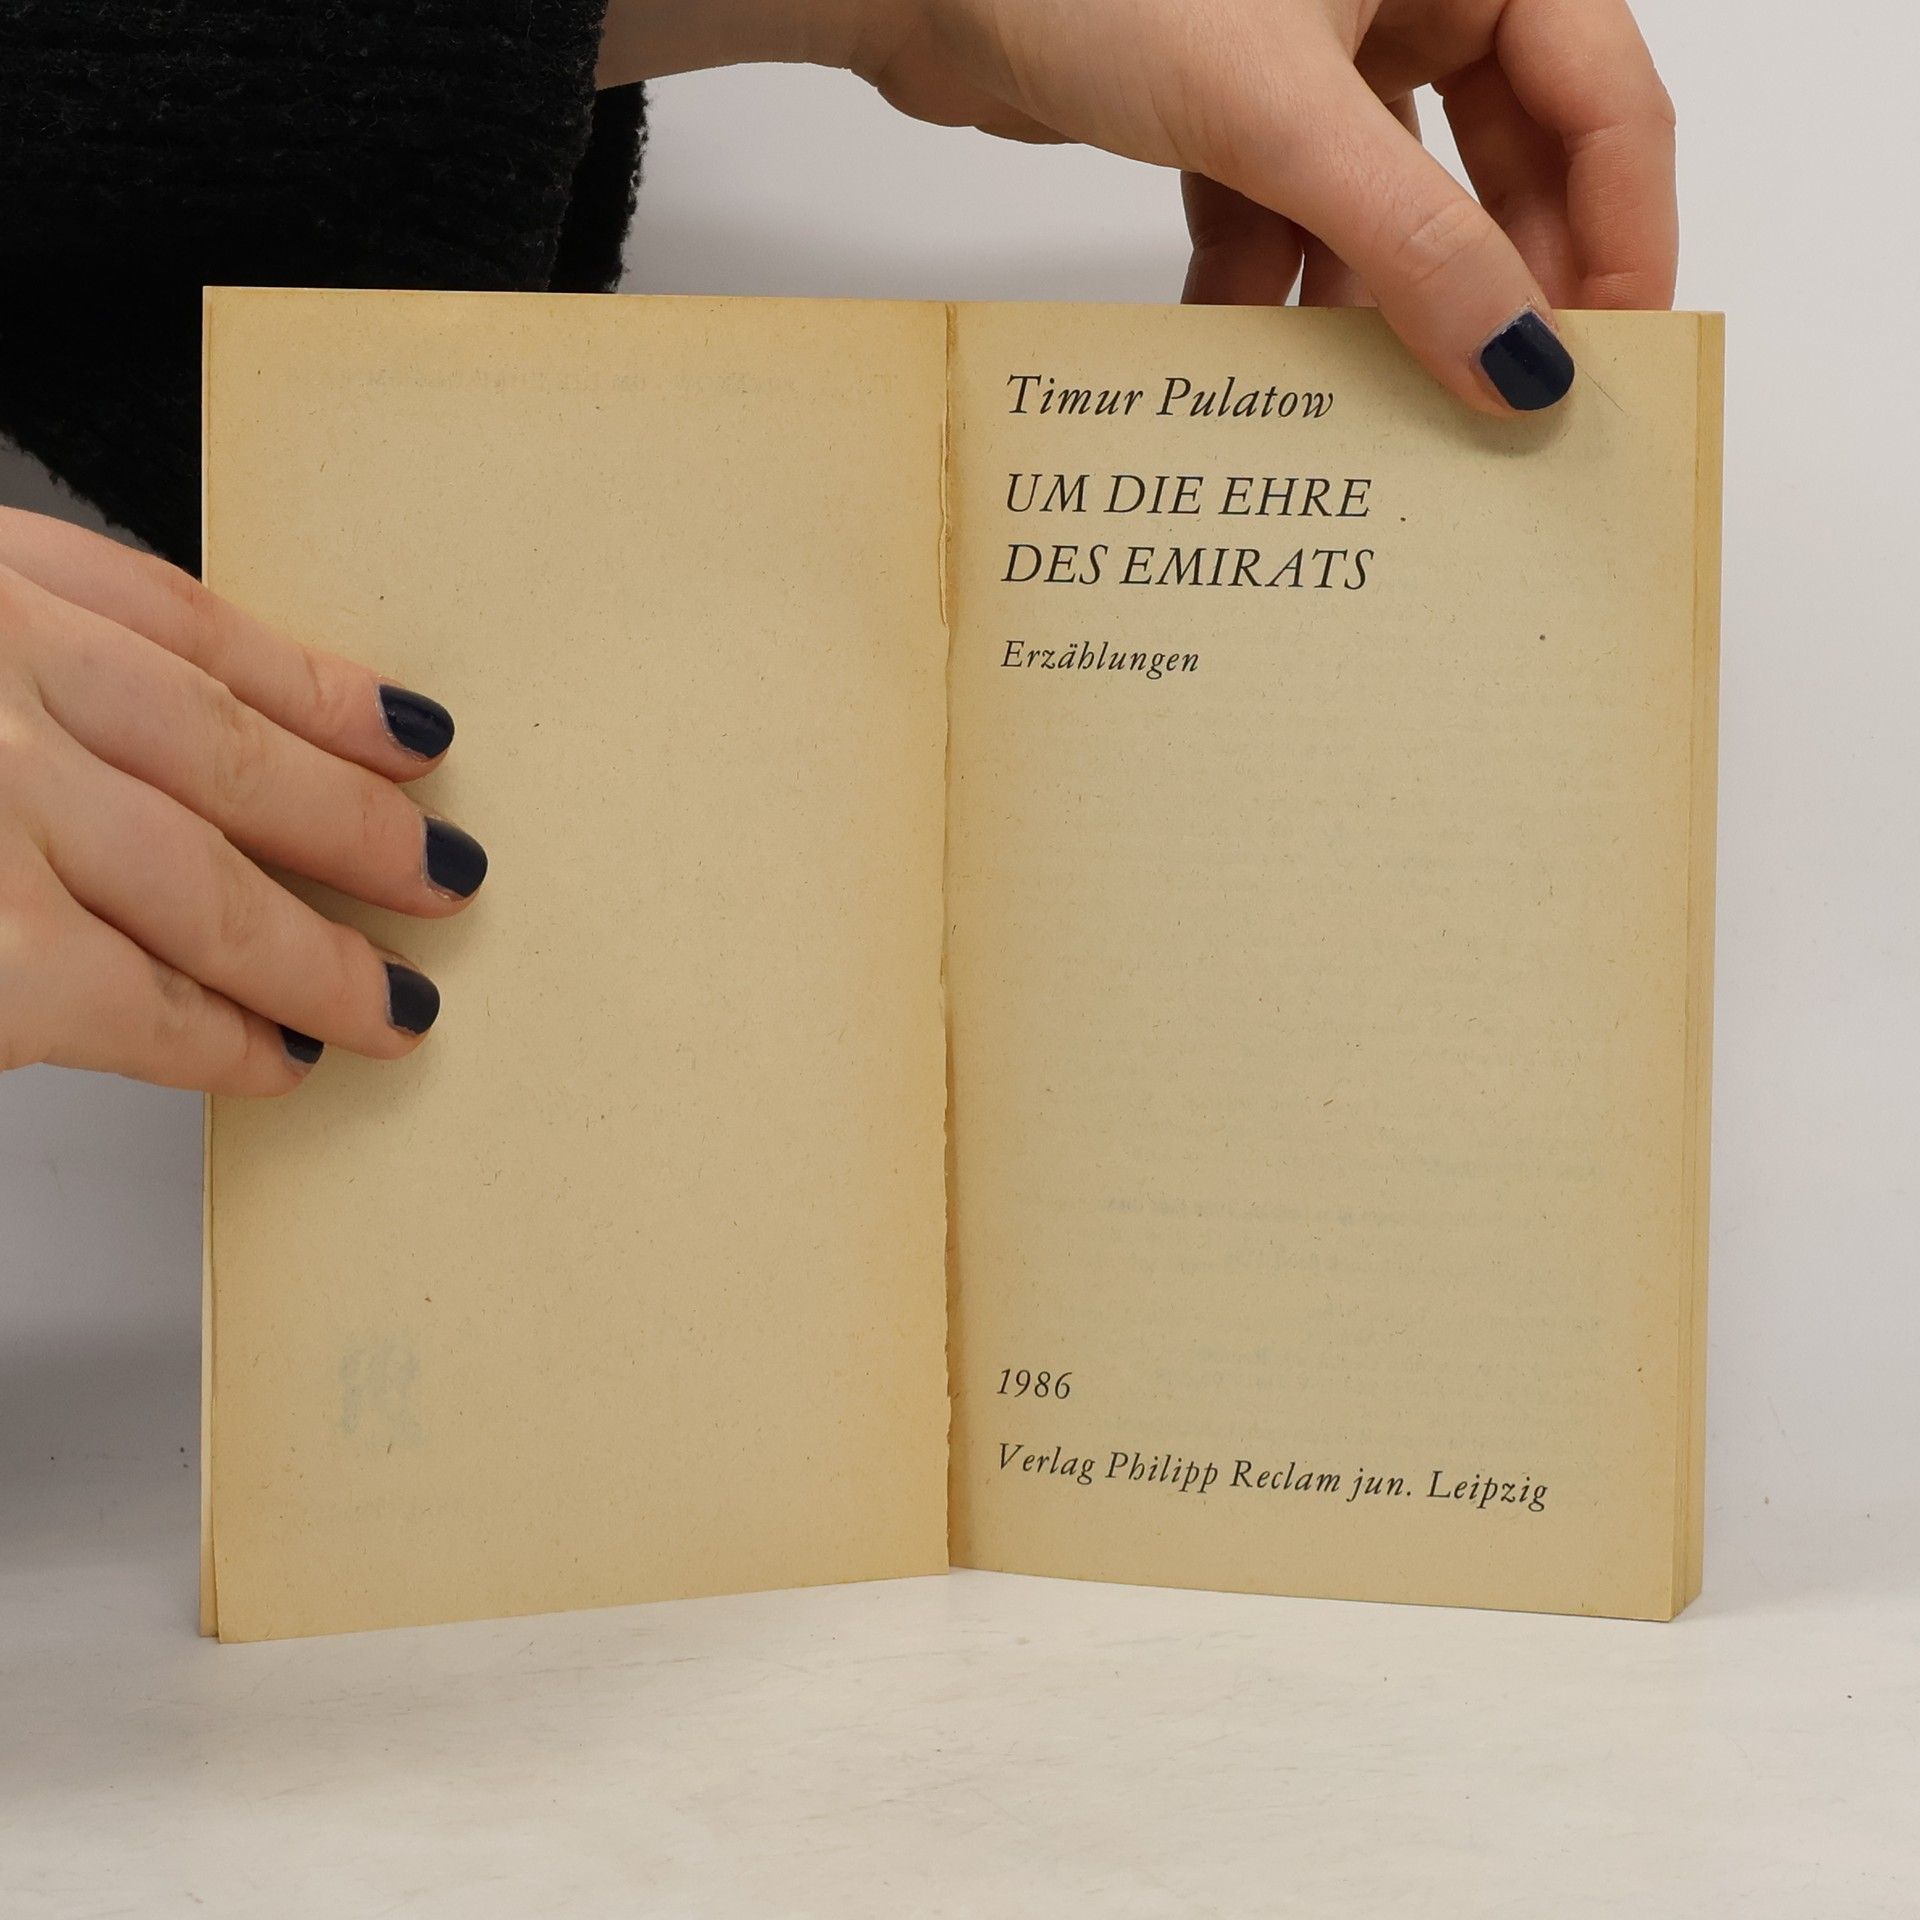 Timur Pulatow
UM DIE EHRE
DES EMIRATS
Erzählungen
1986
Verlag Philipp Reclam jun. Leipzig